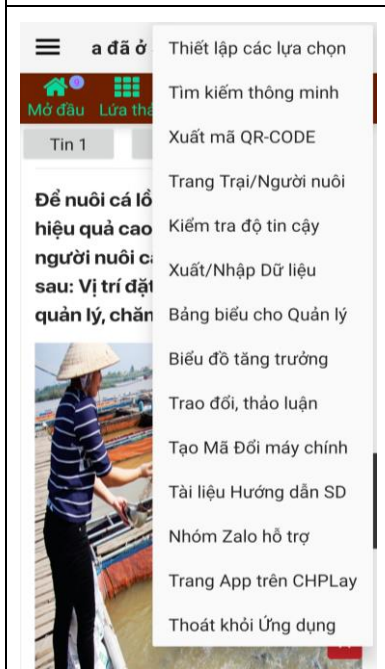 a đã ở
9
Mở đầu Lứa thả
Tin 1
Để nuôi cá lồ
hiệu quả cao
người nuôi cá
sau: Vị trí đặt
quản lý, chăn
Thiết lập các lựa chọn
Tìm kiếm thông minh
Xuất mã QR-CODE
Trang Trại/Người nuôi
Kiểm tra độ tin cậy
Xuất/Nhập Dữ liệu
Bảng biểu cho Quản lý
Biểu đồ tăng trưởng
Trao đổi, thảo luận
Tạo Mã Đổi máy chính
Tài liệu Hướng dẫn SD
Nhóm Zalo hỗ trợ
Trang App trên CHPLay
Thoát khỏi Ứng dụng